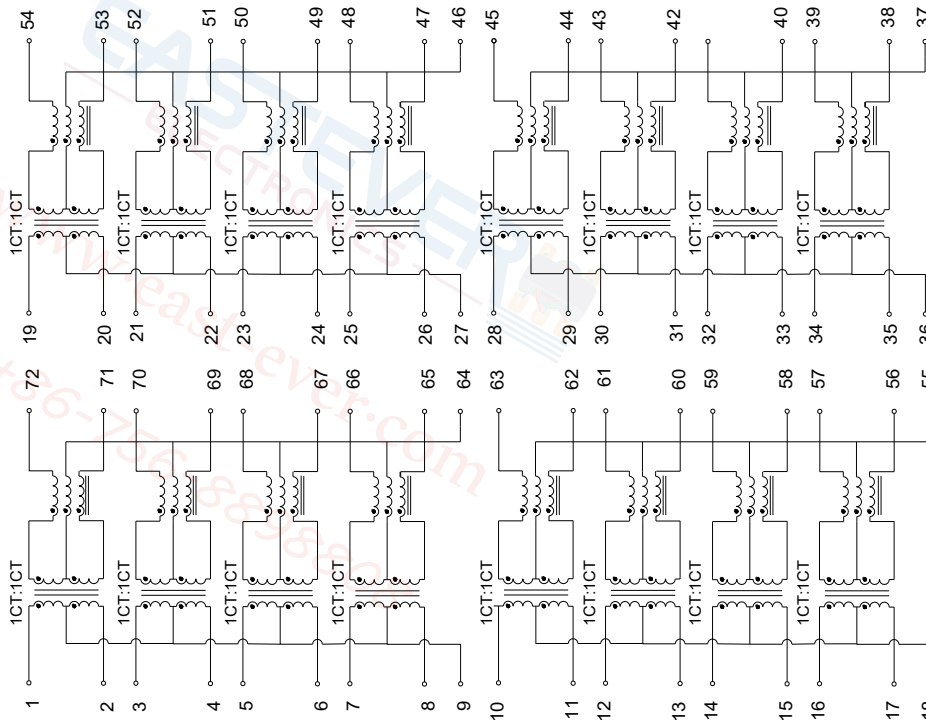 54 53 52 51 50 49 48 47 46 45 44 43 42 40 39 38 37
1CT:1CT 1CT:1CT 1CT:1CT 1CT:1CT 1CT:1CT 1CT:1CT 1CT:1CT 1CT:1CT
19 20 21 22 23 24 25 26 27 28 29 30 31 32 33 34 35 36
72 71 70 69 68 67 66 65 64 63 62 61 60 59 58 57 56 55
1CT:1CT 1CT:1CT 1CT:1CT 1CT:1CT 1CT:1CT 1CT:1CT 1CT:1CT 1CT:1CT
1 2 3 4 5 6 7 8 9 10 11 12 13 14 15 16 17 18
EASTEVER
ELECTRONICS
www.east-ever.com